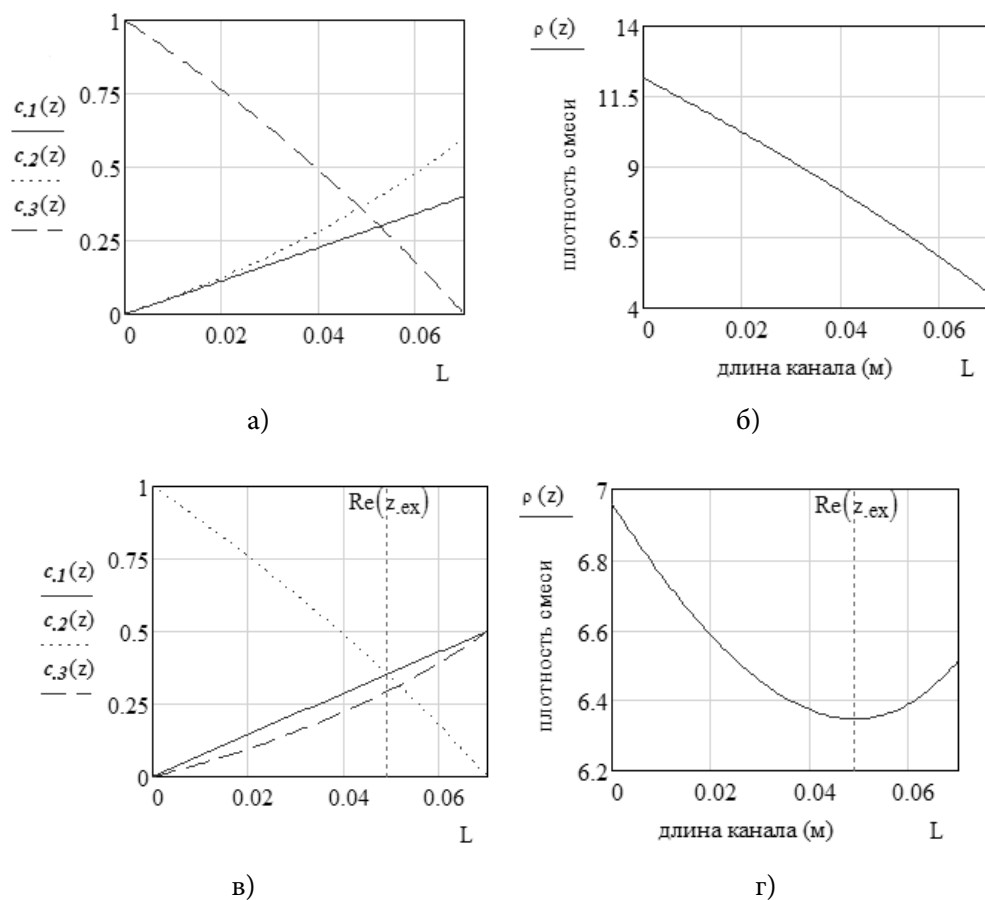 1
0.75
0.5
0.25
0
c.1(z)
c.2(z)
c.3(z)
0 0.02 0.04 0.06
L
а)
ρ (z)
плотность смеси
14
11.5
9
6.5
4
0 0.02 0.04 0.06
длина канала (м) L
б)
1
0.75
0.5
0.25
0
c.1(z)
c.2(z)
c.3(z)
Re(z.ex)
0 0.02 0.04 0.06
L
в)
ρ (z)
плотность смеси
7
6.8
6.6
6.4
6.2
Re(z.ex)
0 0.02 0.04 0.06
длина канала (м) L
г)